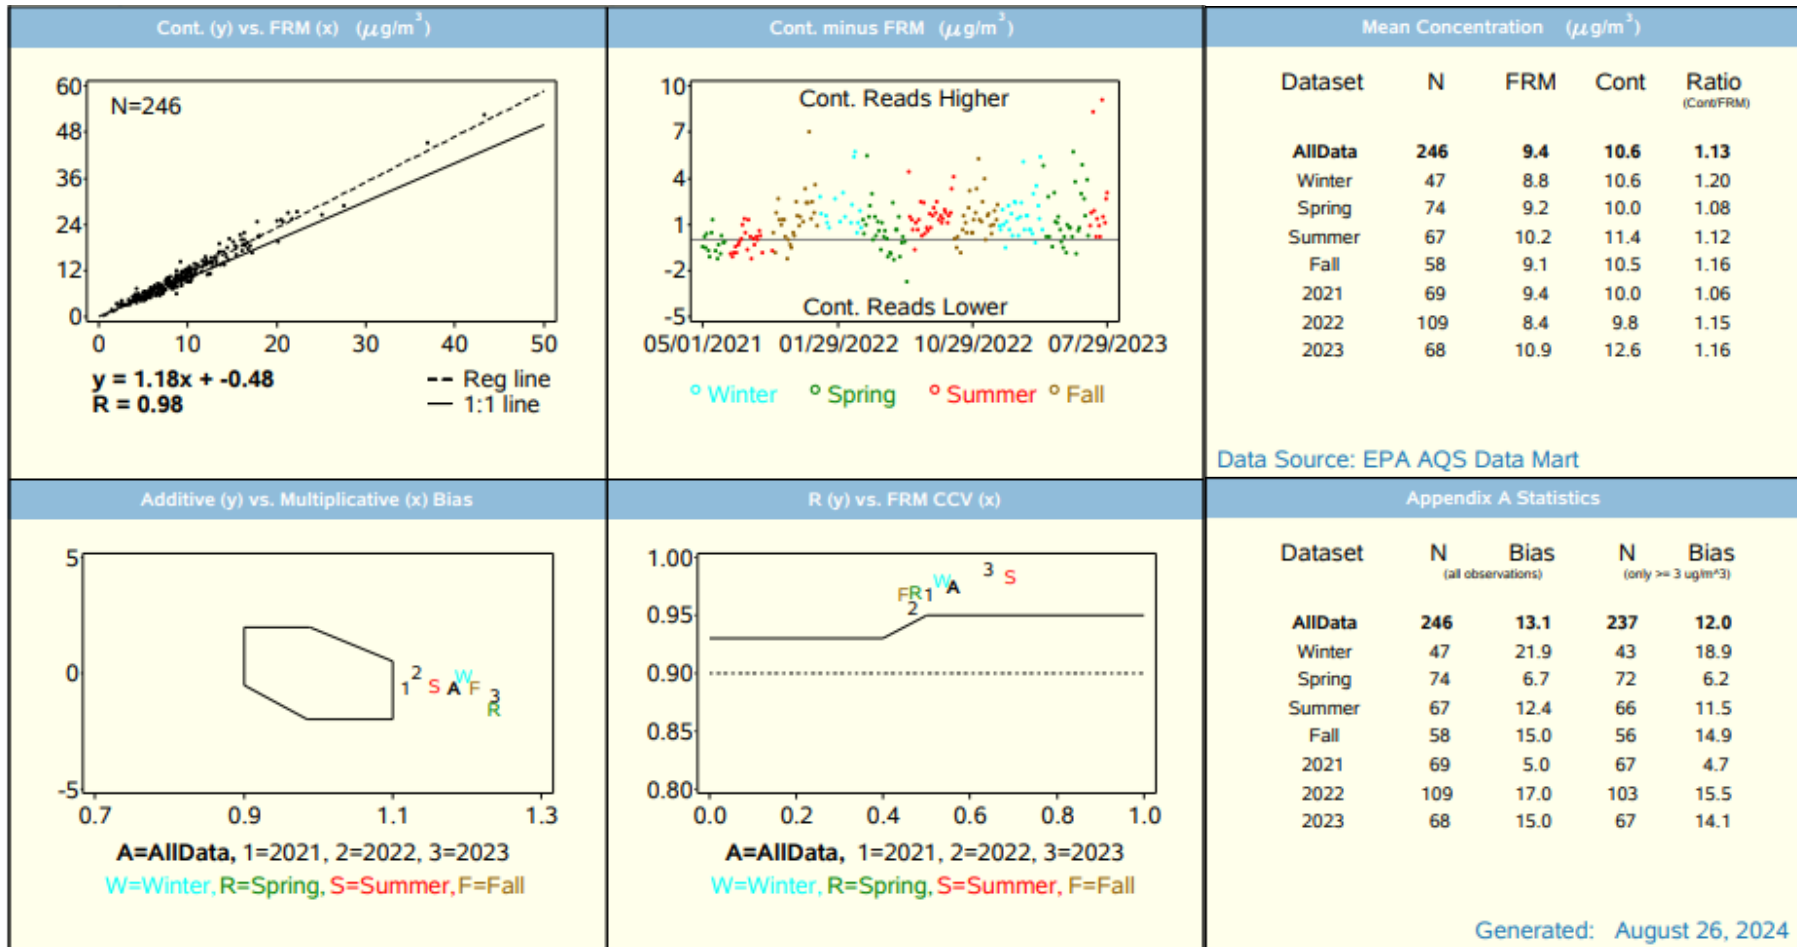 Cont. (y) vs. FRM (x) (μg/m³)
60
48
36
24
12
0
N=246
0 10 20 30 40 50
y = 1.18x + -0.48
R = 0.98
-- Reg line
— 1:1 line
Cont. minus FRM (μg/m³)
10
7
4
1
-2
-5
Cont. Reads Higher
Cont. Reads Lower
05/01/2021 01/29/2022 10/29/2022 07/29/2023
Winter Spring Summer Fall
Mean Concentration (μg/m³)
Dataset N FRM Cont Ratio
(Cont/FRM)
AllData 246 9.4 10.6 1.13
Winter 47 8.8 10.6 1.20
Spring 74 9.2 10.0 1.08
Summer 67 10.2 11.4 1.12
Fall 58 9.1 10.5 1.16
2021 69 9.4 10.0 1.06
2022 109 8.4 9.8 1.15
2023 68 10.9 12.6 1.16
Data Source: EPA AQS Data Mart
Additive (y) vs. Multiplicative (x) Bias
5
0
-5
1 2 S A W F 3 R
0.7 0.9 1.1 1.3
A=AllData, 1=2021, 2=2022, 3=2023
W=Winter, R=Spring, S=Summer, F=Fall
R (y) vs. FRM CCV (x)
1.00
0.95
0.90
0.85
0.80
F R 2 1 W A 3 S
0.0 0.2 0.4 0.6 0.8 1.0
A=AllData, 1=2021, 2=2022, 3=2023
W=Winter, R=Spring, S=Summer, F=Fall
Appendix A Statistics
Dataset N Bias N Bias
(all observations) (only >= 3 ug/m^3)
AllData 246 13.1 237 12.0
Winter 47 21.9 43 18.9
Spring 74 6.7 72 6.2
Summer 67 12.4 66 11.5
Fall 58 15.0 56 14.9
2021 69 5.0 67 4.7
2022 109 17.0 103 15.5
2023 68 15.0 67 14.1
Generated: August 26, 2024